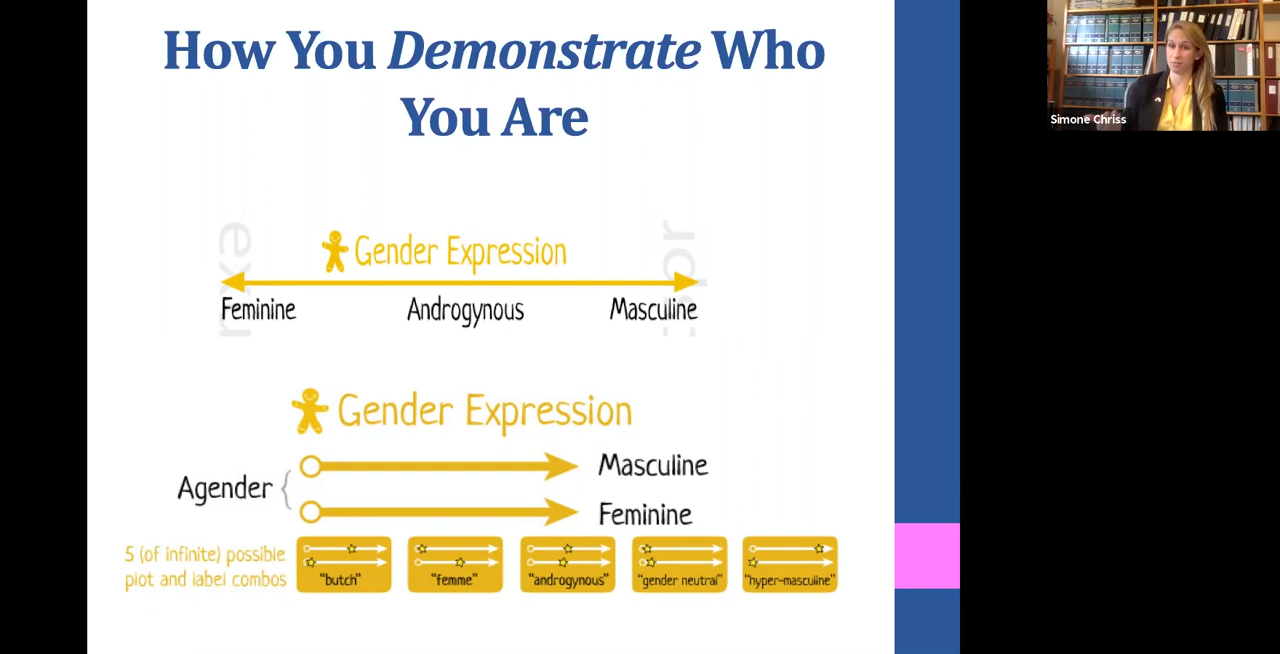 How You Demonstrate Who
You Are
Simone Chriss
Gender Expression
Feminine Androgynous Masculine
Gender Expression
Masculine
Agender
Feminine
5 (of infinite) possible
plot and label combos
"butch" "femme" "androgynous" "gender neutral" "hyper-masculine"